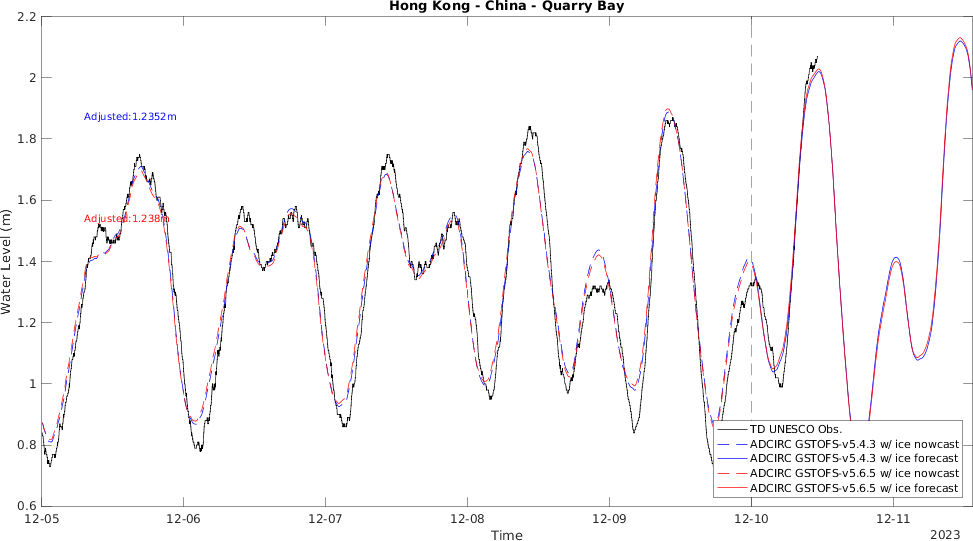 Hong Kong - China - Quarry Bay
2.2
2
1.8
1.6
1.4
1.2
1
0.8
0.6
Water Level (m)
Adjusted:1.2352m
Adjusted:1.238m
TD UNESCO Obs.
ADCIRC GSTOFS-v5.4.3 w/ ice nowcast
ADCIRC GSTOFS-v5.4.3 w/ ice forecast
ADCIRC GSTOFS-v5.6.5 w/ ice nowcast
ADCIRC GSTOFS-v5.6.5 w/ ice forecast
12-05 12-06 12-07 12-08 12-09 12-10 12-11
Time
2023